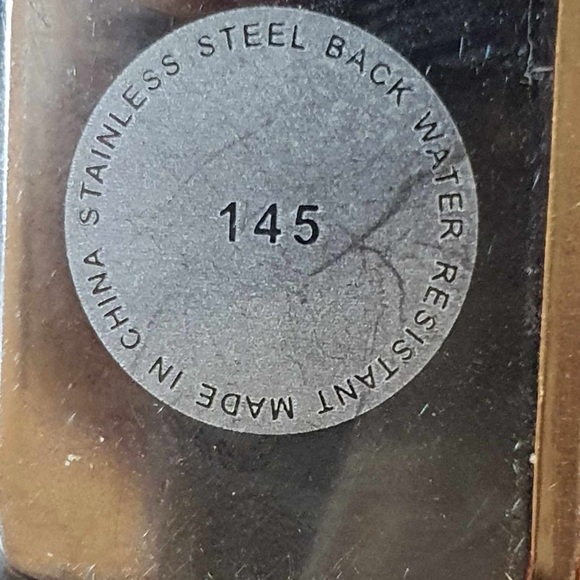 STAINLESS STEEL BACK WATER RESISTANT MADE IN CHINA
145